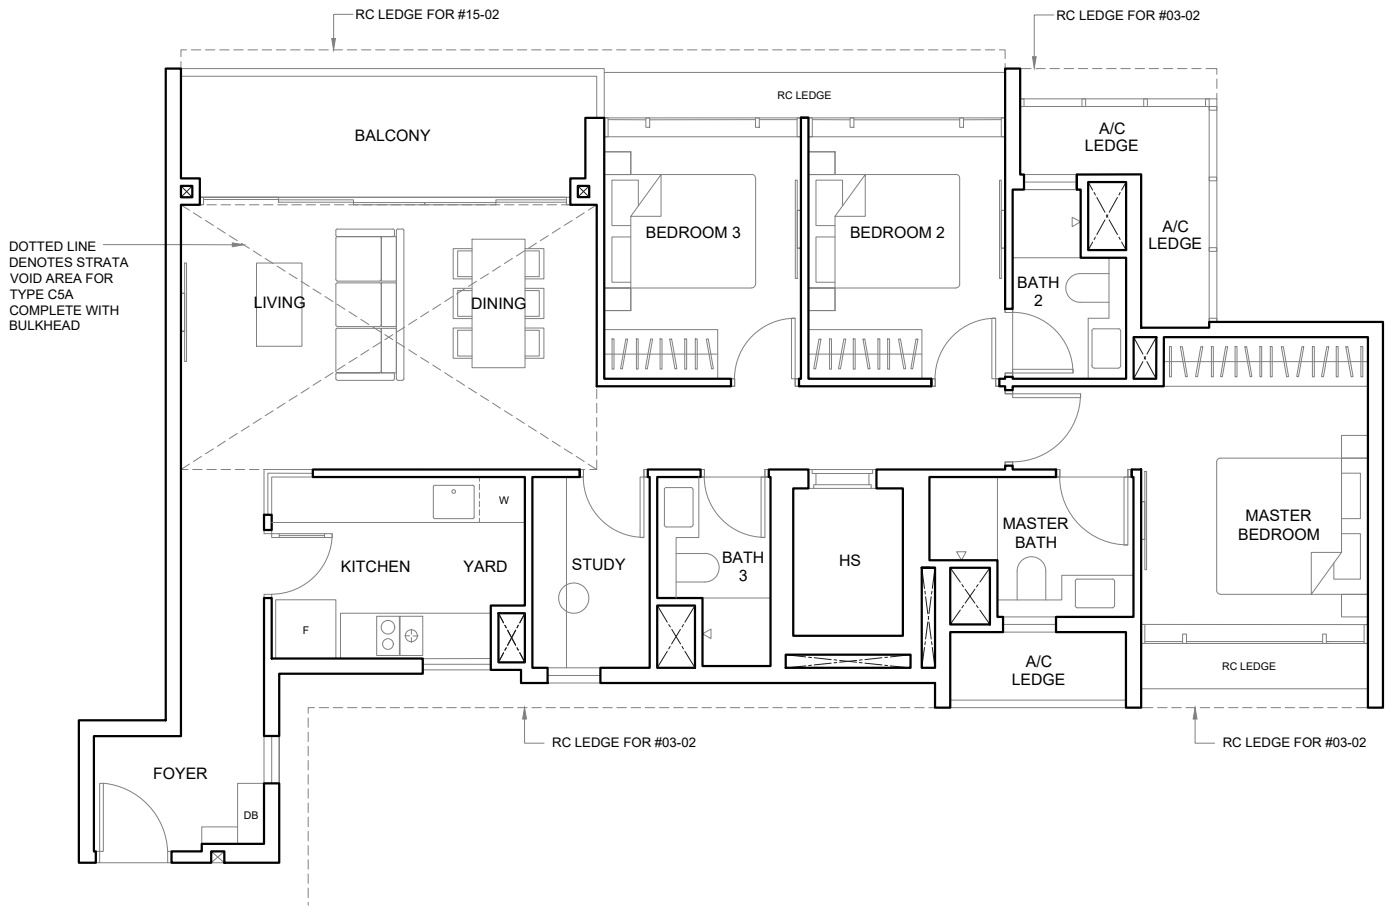 RC LEDGE FOR #15-02
RC LEDGE FOR #03-02
RC LEDGE
BALCONY
A/C
LEDGE
DOTTED LINE
DENOTES STRATA
VOID AREA FOR
TYPE C5A
COMPLETE WITH
BULKHEAD
BEDROOM 3
BEDROOM 2
A/C
LEDGE
LIVING
DINING
BATH
2
W
MASTER
BATH
MASTER
BEDROOM
KITCHEN
YARD
STUDY
BATH
3
HS
F
A/C
LEDGE
RC LEDGE
RC LEDGE FOR #03-02
RC LEDGE FOR #03-02
FOYER
DB